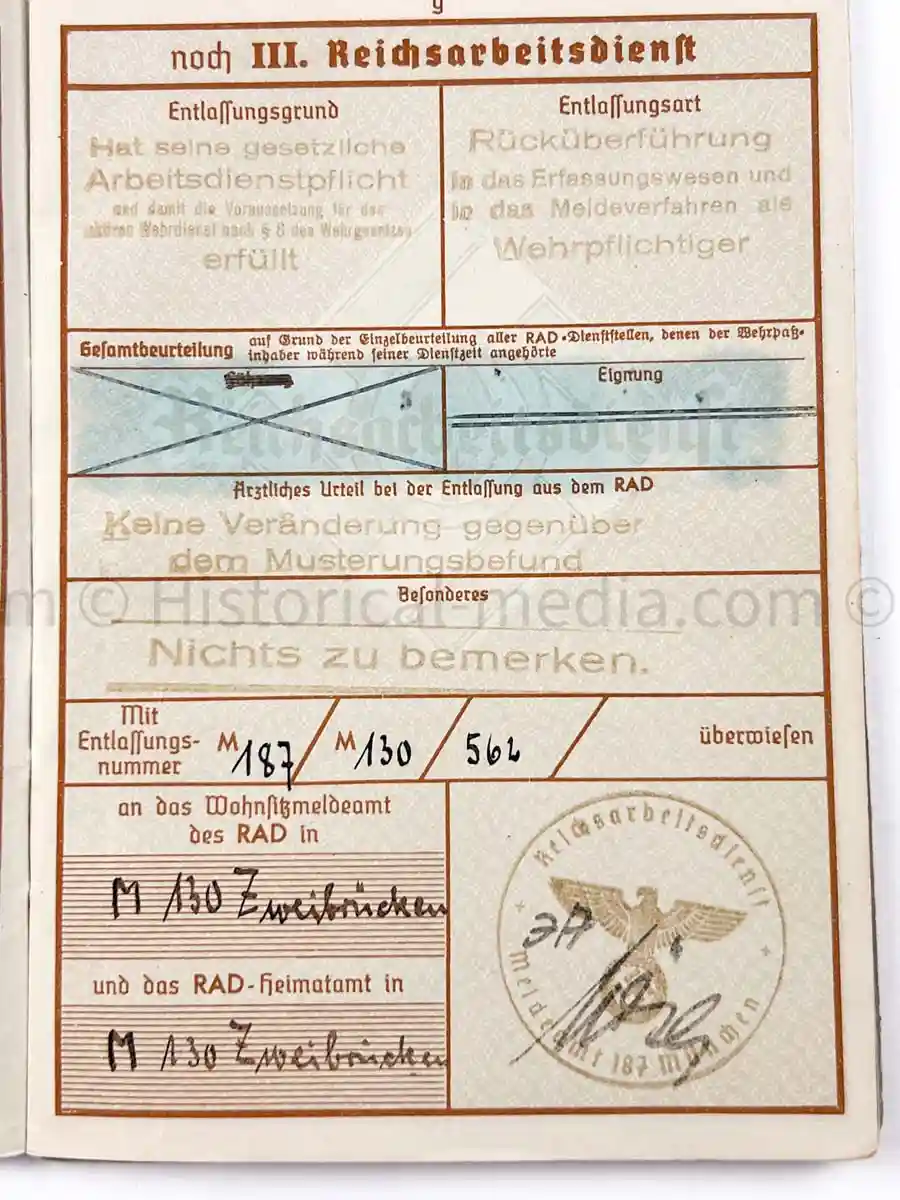 9
noch III. Reichsarbeitsdienst
Entlassungsgrund
Hat seine gesetzliche
Arbeitsdienstpflicht
und damit die Voraussetzung für den
aktiven Wehrdienst nach § 8 des Wehrgesetzes
erfüllt
Entlassungsart
Rücküberführung
in das Erfassungswesen und
in das Meldeverfahren als
Wehrpflichtiger
Gesamtbeurteilung auf Grund der Einzelbeurteilung aller RAD-Dienststellen, denen der Wehrpaß-
inhaber während seiner Dienstzeit angehörte
Eignung
Reichsarbeitsdienst
Ärztliches Urteil bei der Entlassung aus dem RAD
Keine Veränderung gegenüber
dem Musterungsbefund
Besonderes
m © Historical-media.com ©
Nichts zu bemerken.
Mit
Entlassungs-
nummer
M 187 / M 130 / 562 /
überwiesen
an das Wohnsitzmeldeamt
des RAD in
M 130 Zweibrücken
und das RAD-Heimatamt in
M 130 Zweibrücken
Reichsarbeitsdienst
Meldeamt 187 München